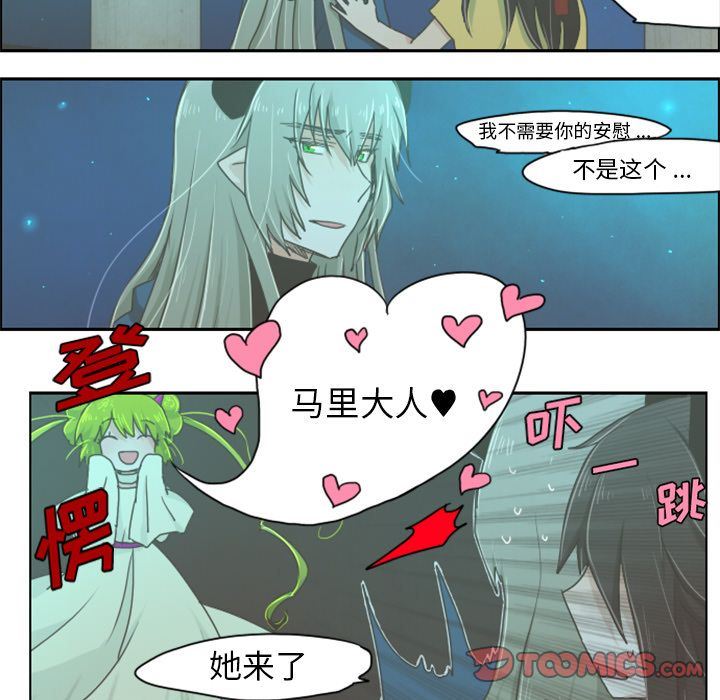 我不需要你的安慰 ...
不是这个 ...
马里大人♥
登
愣
吓一跳
她来了
TOOMICS.COM